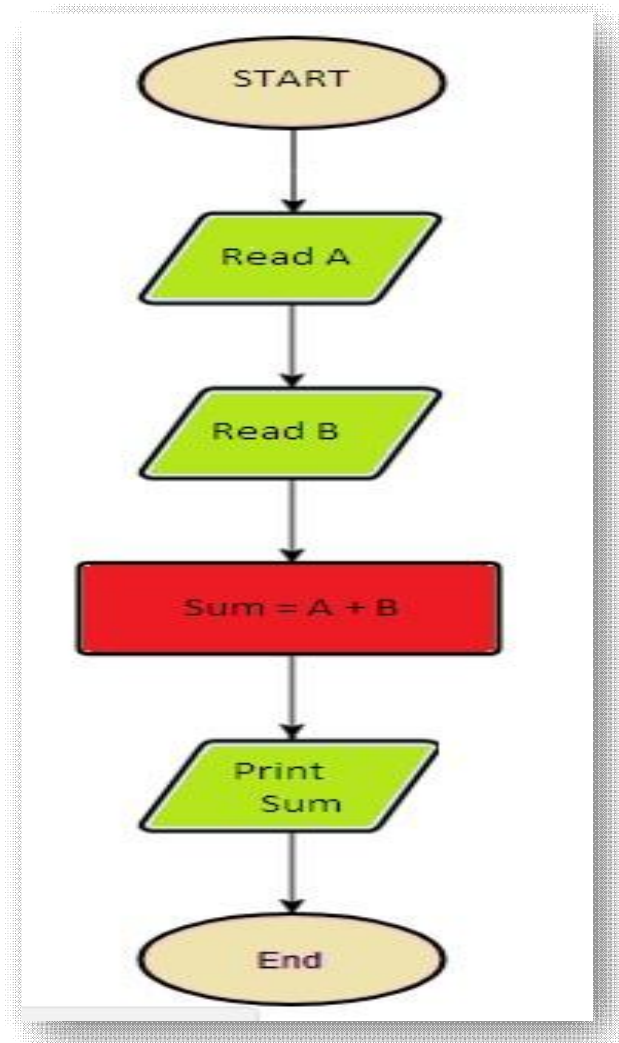 START
Read A
Read B
Sum = A + B
Print
Sum
End